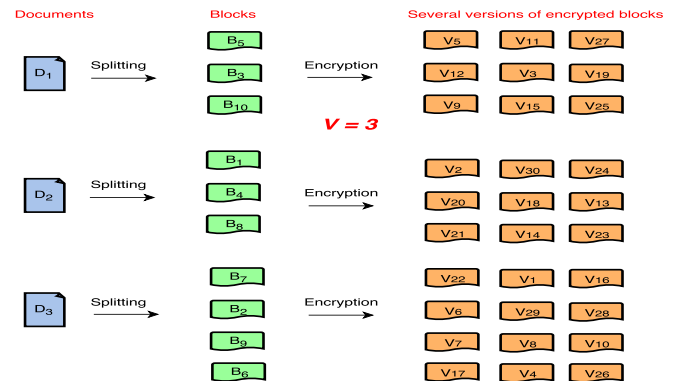 Documents Blocks Several versions of encrypted blocks
B5 V5 V11 V27
D1 Splitting B3 Encryption V12 V3 V19
B10 V9 V15 V25
V = 3
B1 V2 V30 V24
D2 Splitting B4 Encryption V20 V18 V13
B8 V21 V14 V23
B7 V22 V1 V16
D3 Splitting B2 Encryption V6 V29 V28
B9 V7 V8 V10
B6 V17 V4 V26